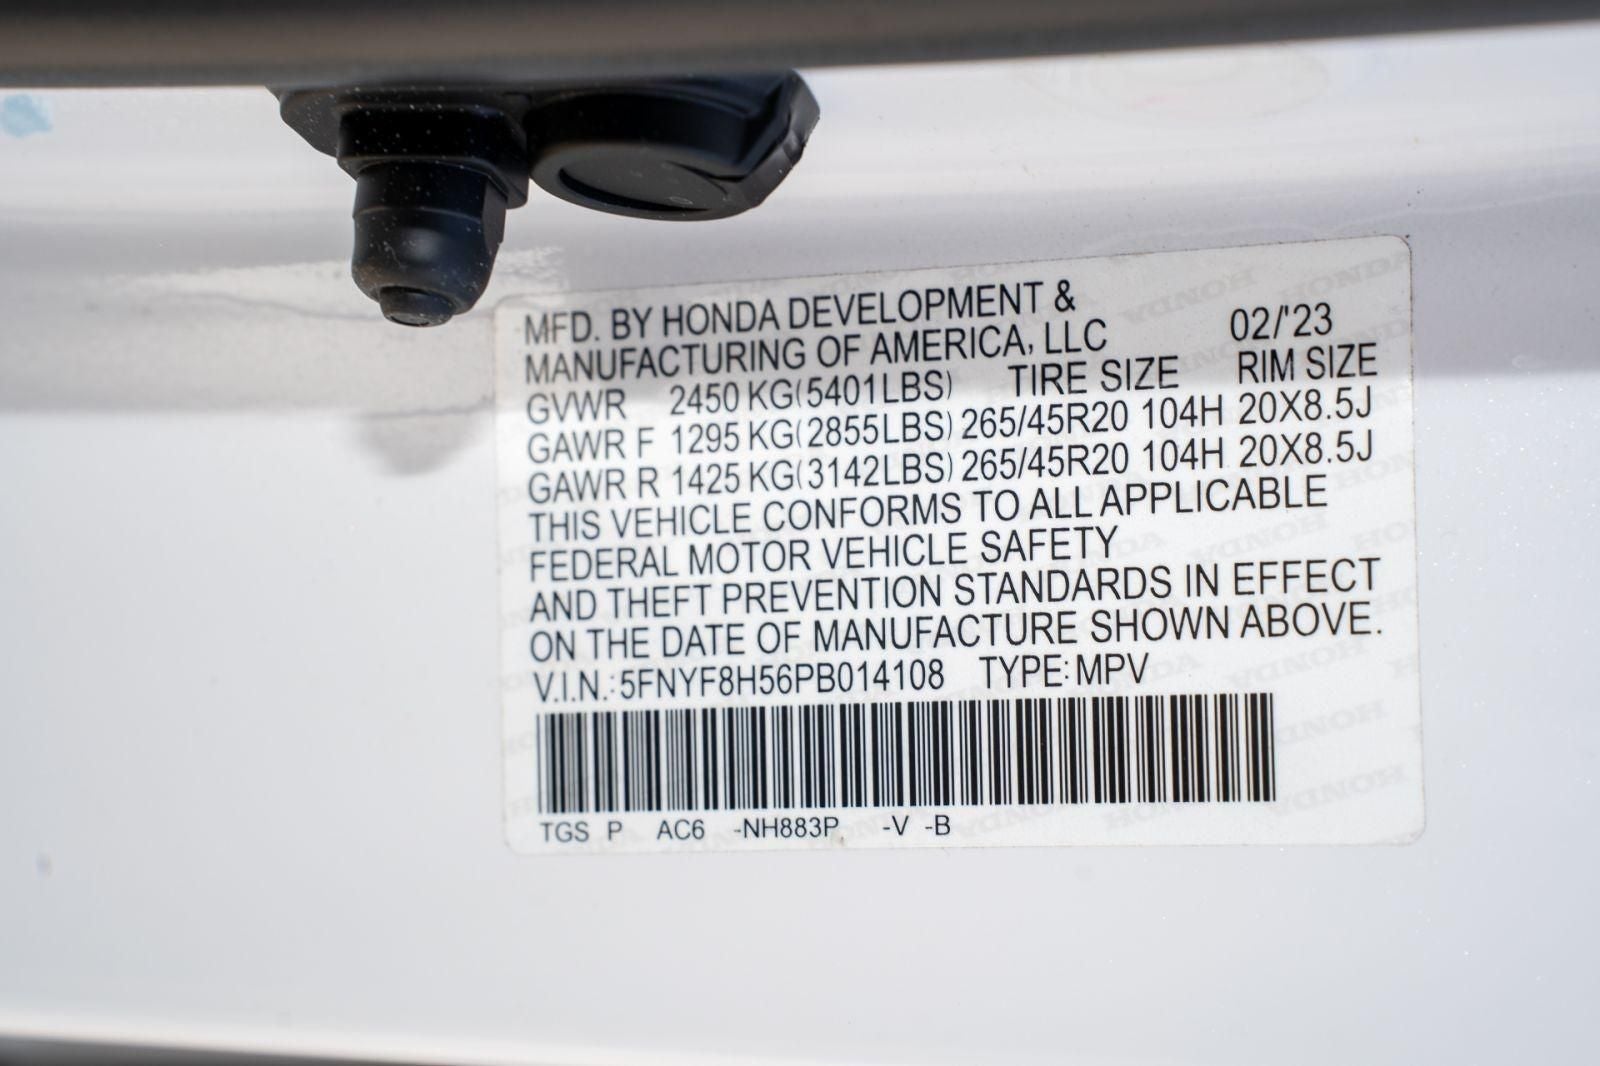 MFD. BY HONDA DEVELOPMENT &
MANUFACTURING OF AMERICA, LLC 02/'23
GVWR 2450 KG(5401LBS) TIRE SIZE RIM SIZE
GAWR F 1295 KG(2855LBS) 265/45R20 104H 20X8.5J
GAWR R 1425 KG(3142LBS) 265/45R20 104H 20X8.5J
THIS VEHICLE CONFORMS TO ALL APPLICABLE
FEDERAL MOTOR VEHICLE SAFETY
AND THEFT PREVENTION STANDARDS IN EFFECT
ON THE DATE OF MANUFACTURE SHOWN ABOVE.
V.I.N.:5FNYF8H56PB014108 TYPE:MPV
TGS P AC6 -NH883P -V -B